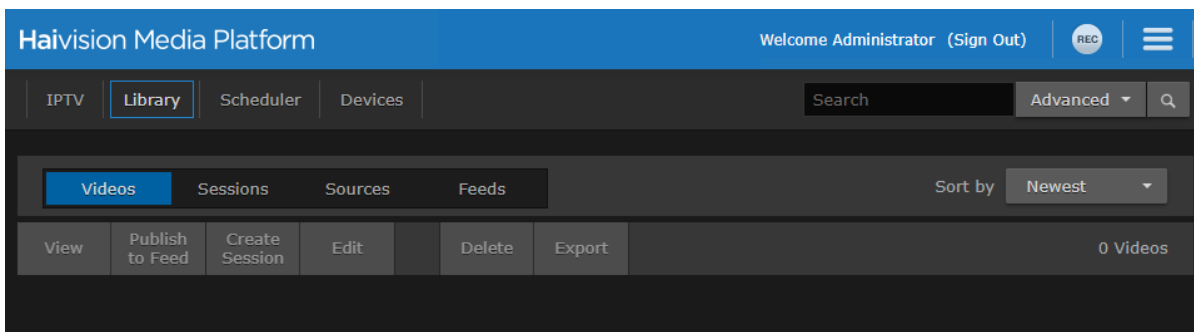 Haivision Media Platform
Welcome Administrator (Sign Out) REC
IPTV Library Scheduler Devices Search Advanced
Videos Sessions Sources Feeds Sort by Newest
View Publish to Feed Create Session Edit Delete Export 0 Videos